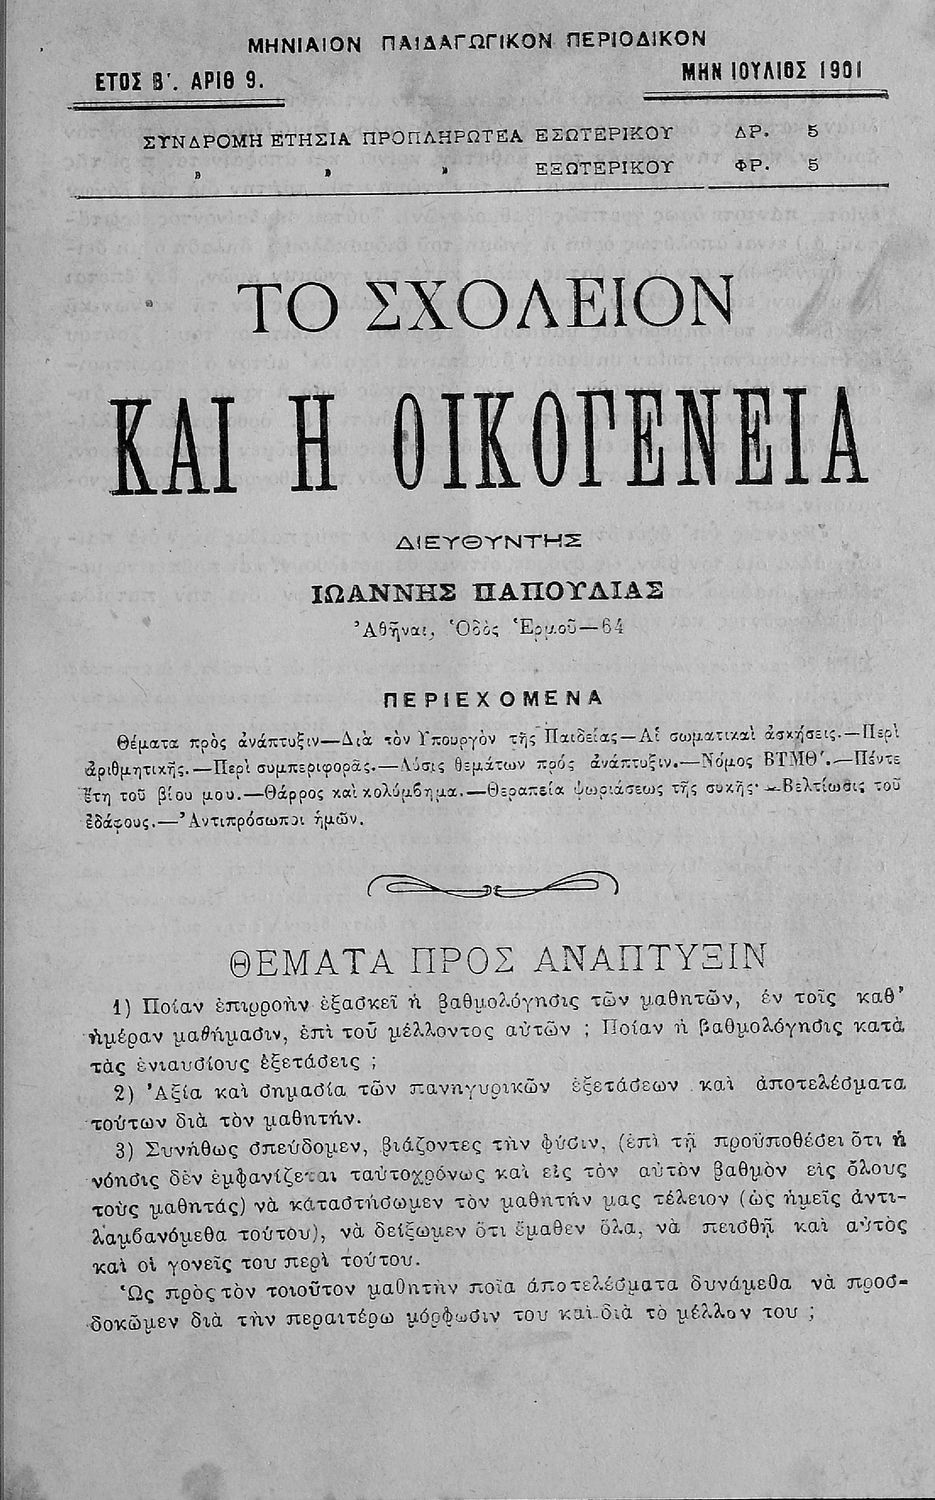 ΜΗΝΙΑΙΟΝ ΠΑΙΔΑΓΩΓΙΚΟΝ ΠΕΡΙΟΔΙΚΟΝ
ΕΤΟΣ Β΄. ΑΡΙΘ 9.
ΜΗΝ ΙΟΥΛΙΟΣ 1901
ΣΥΝΔΡΟΜΗ ΕΤΗΣΙΑ ΠΡΟΠΛΗΡΩΤΕΑ ΕΣΩΤΕΡΙΚΟΥ ΔΡ. 5
» » » ΕΞΩΤΕΡΙΚΟΥ ΦΡ. 5
ΤΟ ΣΧΟΛΕΙΟΝ
ΚΑΙ Η ΟΙΚΟΓΕΝΕΙΑ
ΔΙΕΥΘΥΝΤΗΣ
ΙΩΑΝΝΗΣ ΠΑΠΟΥΛΙΑΣ
Ἀθῆναι, Ὁδὸς Ἑρμοῦ—64
ΠΕΡΙΕΧΟΜΕΝΑ
Θέματα πρὸς ἀνάπτυξιν—Διὰ τὸν Ὑπουργὸν τῆς Παιδείας—Αἱ σωματικαὶ ἀσκήσεις.—Περὶ
ἀριθμητικῆς.—Περὶ συμπεριφορᾶς.—Λύσις θεμάτων πρὸς ἀνάπτυξιν.—Νόμος ΒΤΜΘ΄.—Πέντε
ἔτη τοῦ βίου μου.—Θάρρος καὶ κολύμβημα.—Θεραπεία ψωριάσεως τῆς συκῆς·—Βελτίωσις τοῦ
ἐδάφους.—Ἀντιπρόσωποι ἡμῶν.
ΘΕΜΑΤΑ ΠΡΟΣ ΑΝΑΠΤΥΞΙΝ
1) Ποίαν ἐπιρροὴν ἐξασκεῖ ἡ βαθμολόγησις τῶν μαθητῶν, ἐν τοῖς καθ’
ἡμέραν μαθήμασιν, ἐπὶ τοῦ μέλλοντος αὐτῶν ; Ποίαν ἡ βαθμολόγησις κατὰ
τὰς ἐνιαυσίους ἐξετάσεις ;
2) Ἀξία καὶ σημασία τῶν πανηγυρικῶν ἐξετάσεων καὶ ἀποτελέσματα
τούτων διὰ τὸν μαθητήν.
3) Συνήθως σπεύδομεν, βιάζοντες τὴν φύσιν, (ἐπὶ τῇ προϋποθέσει ὅτι ἡ
νόησις δὲν ἐμφανίζεται ταὐτοχρόνως καὶ εἰς τὸν αὐτὸν βαθμὸν εἰς ὅλους
τοὺς μαθητάς) νὰ καταστήσωμεν τὸν μαθητήν μας τέλειον (ὡς ἡμεῖς ἀντι-
λαμβανόμεθα τούτου), νὰ δείξωμεν ὅτι ἔμαθεν ὅλα, νὰ πεισθῇ καὶ αὐτὸς
καὶ οἱ γονεῖς του περὶ τούτου.
Ὡς πρὸς τὸν τοιοῦτον μαθητὴν ποῖα ἀποτελέσματα δυνάμεθα νὰ προσ-
δοκῶμεν διὰ τὴν περαιτέρω μόρφωσίν του καὶ διὰ τὸ μέλλον του ;